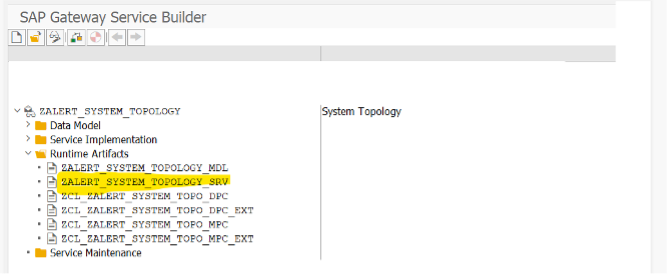 SAP Gateway Service Builder
ZALERT_SYSTEM_TOPOLOGY System Topology
Data Model
Service Implementation
Runtime Artifacts
ZALERT_SYSTEM_TOPOLOGY_MDL
ZALERT_SYSTEM_TOPOLOGY_SRV
ZCL_ZALERT_SYSTEM_TOPO_DPC
ZCL_ZALERT_SYSTEM_TOPO_DPC_EXT
ZCL_ZALERT_SYSTEM_TOPO_MPC
ZCL_ZALERT_SYSTEM_TOPO_MPC_EXT
Service Maintenance